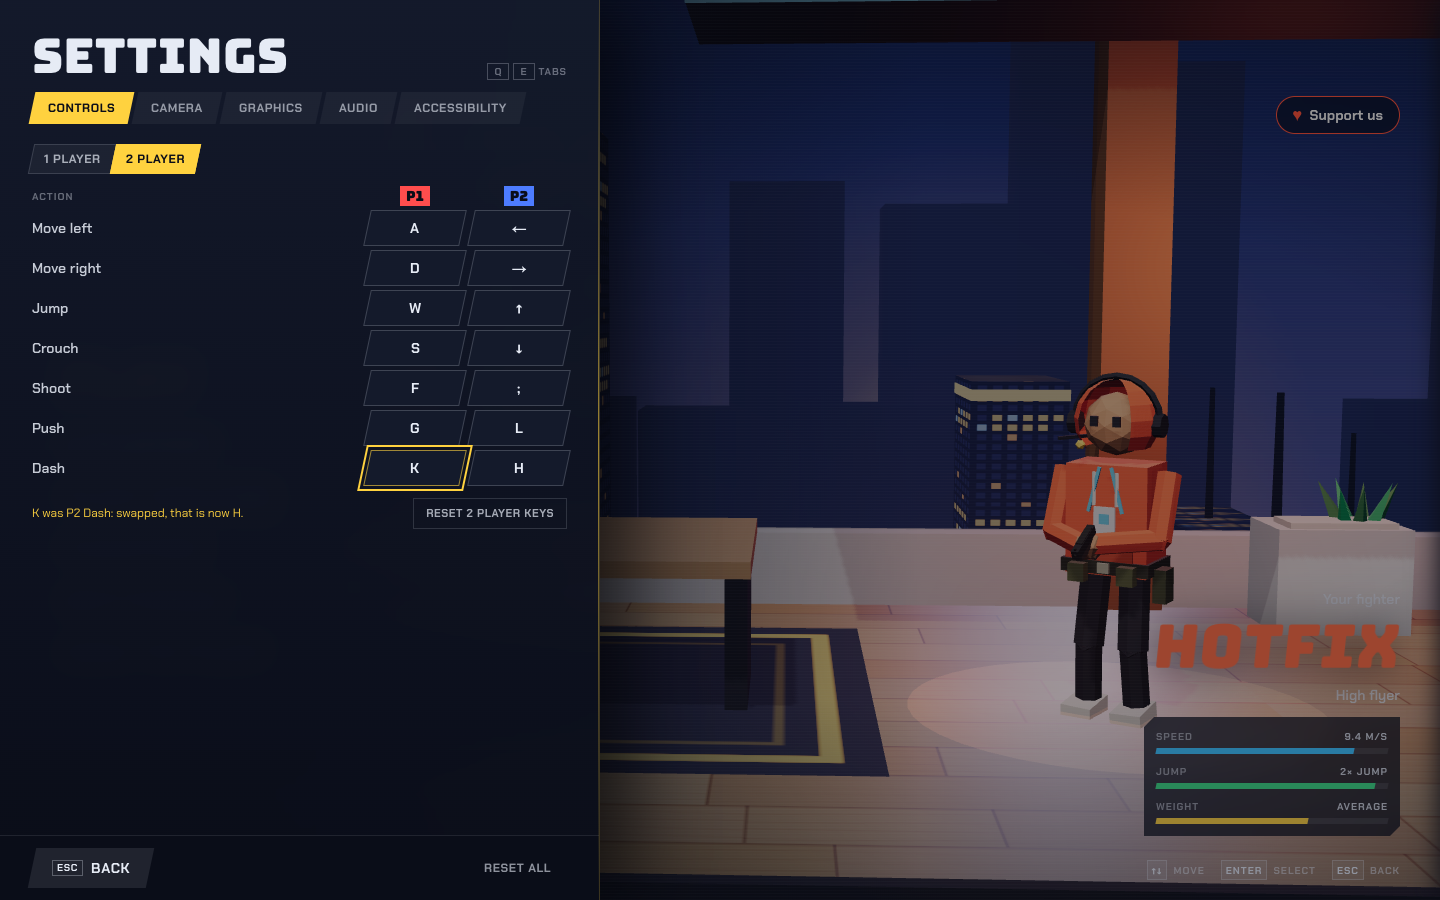 SETTINGS
Q E TABS
CONTROLS CAMERA GRAPHICS AUDIO ACCESSIBILITY
1 PLAYER 2 PLAYER
ACTION P1 P2
Move left A ←
Move right D →
Jump W ↑
Crouch S ↓
Shoot F ;
Push G L
Dash K H
K was P2 Dash: swapped, that is now H.
RESET 2 PLAYER KEYS
ESC BACK
RESET ALL
♥ Support us
Your fighter
HOTFIX
High flyer
SPEED 9.4 M/S
JUMP 2× JUMP
WEIGHT AVERAGE
↑↓ MOVE ENTER SELECT ESC BACK